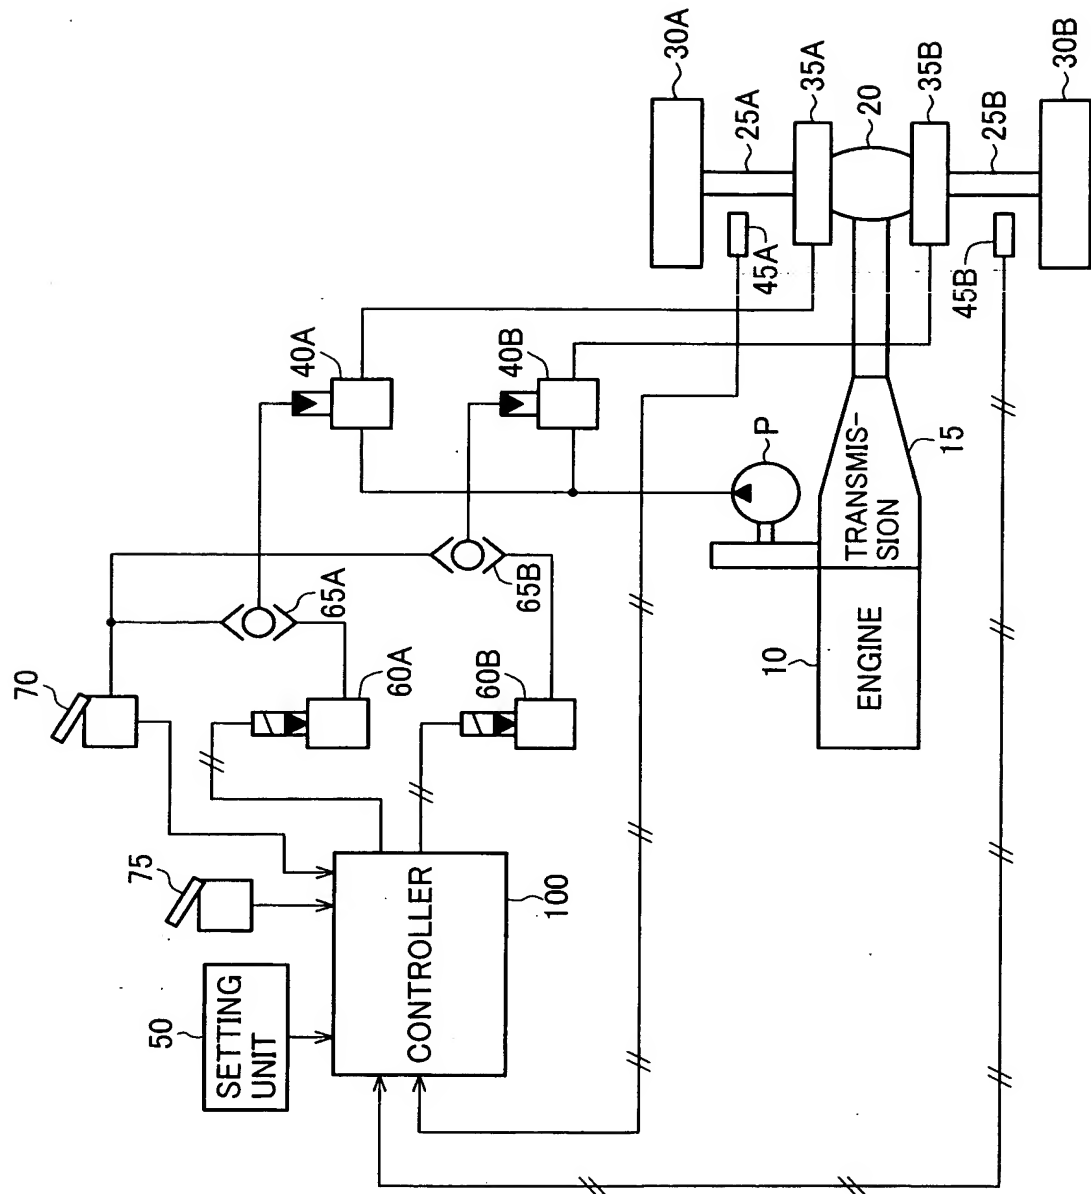 30A
25A
35A
20
35B
25B
30B
45A
45B
40A
40B
P
TRANSMIS-
SION
15
ENGINE
10
65A
65B
70
60A
60B
75
CONTROLLER
100
50
SETTING
UNIT